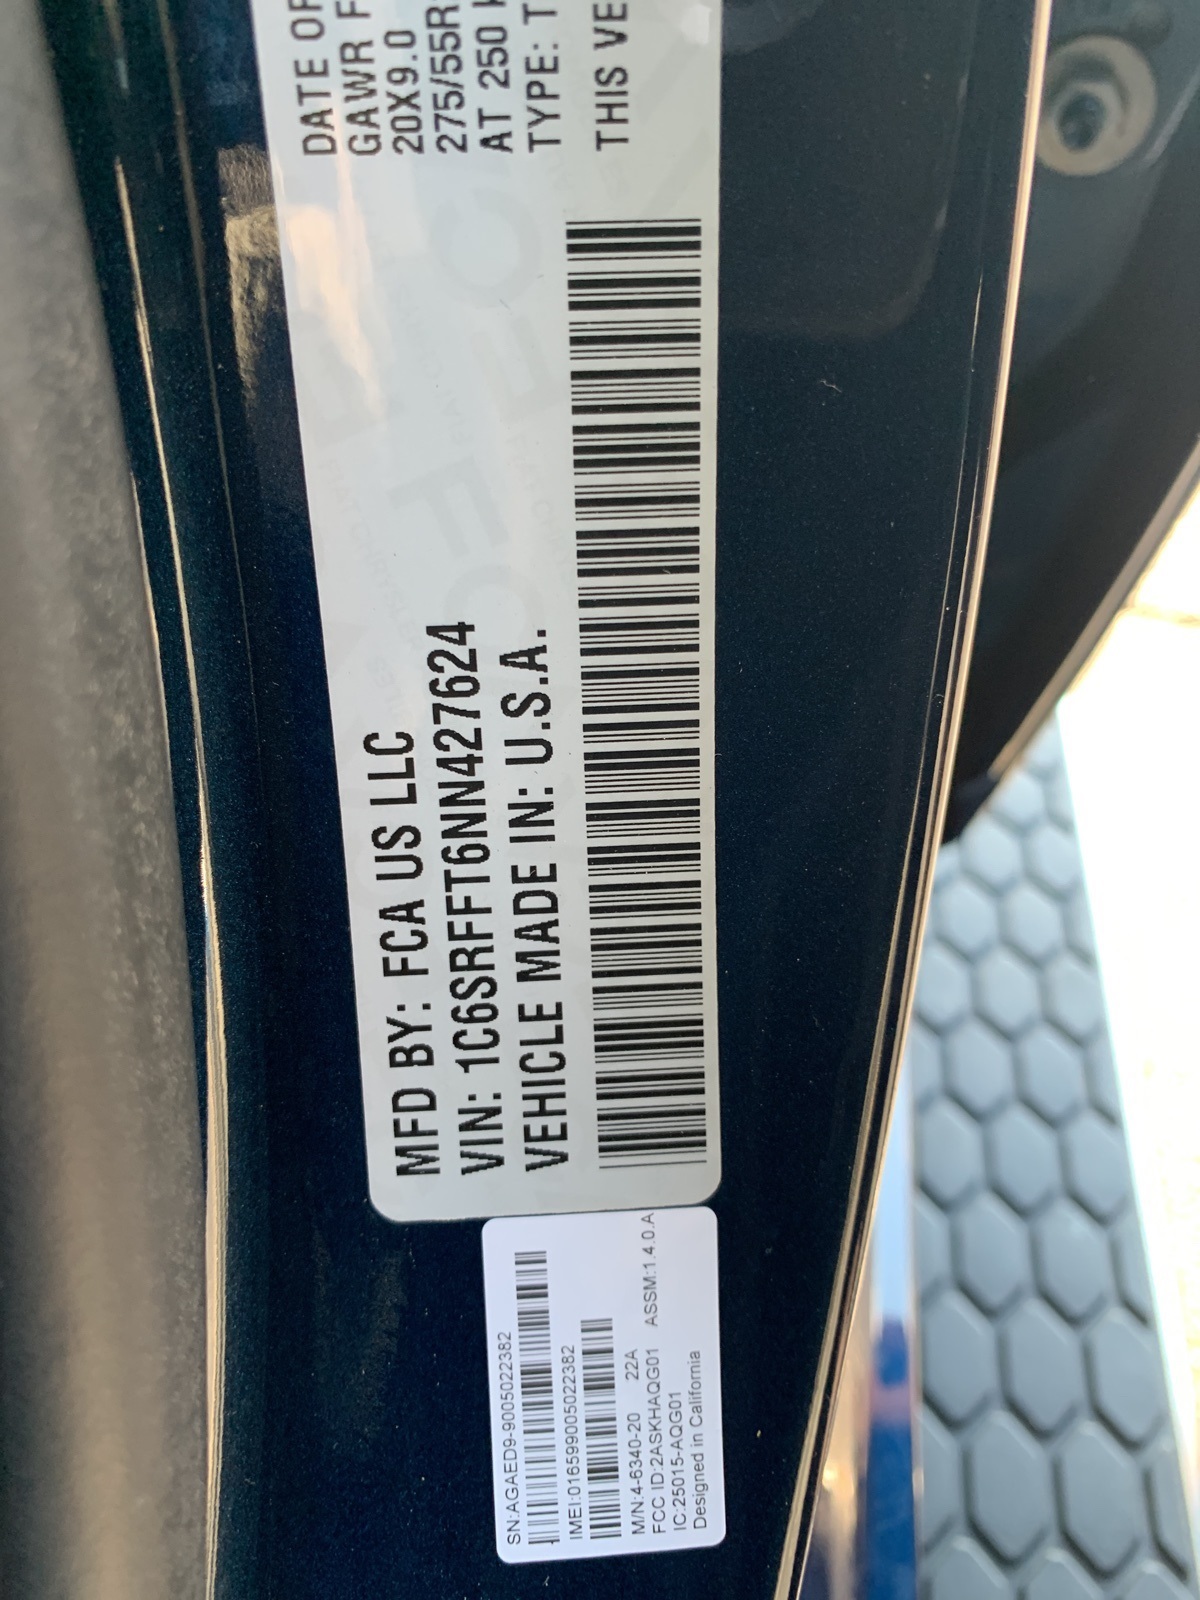 MFD BY: FCA US LLC
VIN: 1C6SRFFT6NN427624
VEHICLE MADE IN: U.S.A.
DATE OF
GAWR F
20X9.0
275/55R
AT 250
TYPE: T
THIS VE
SN:AGAED9-9005022382
IMEI:016599005022382
M/N:4-6340-20 22A
FCC ID:2ASKHAQG01 ASSM:1.4.0.A
IC:25015-AQG01
Designed in California